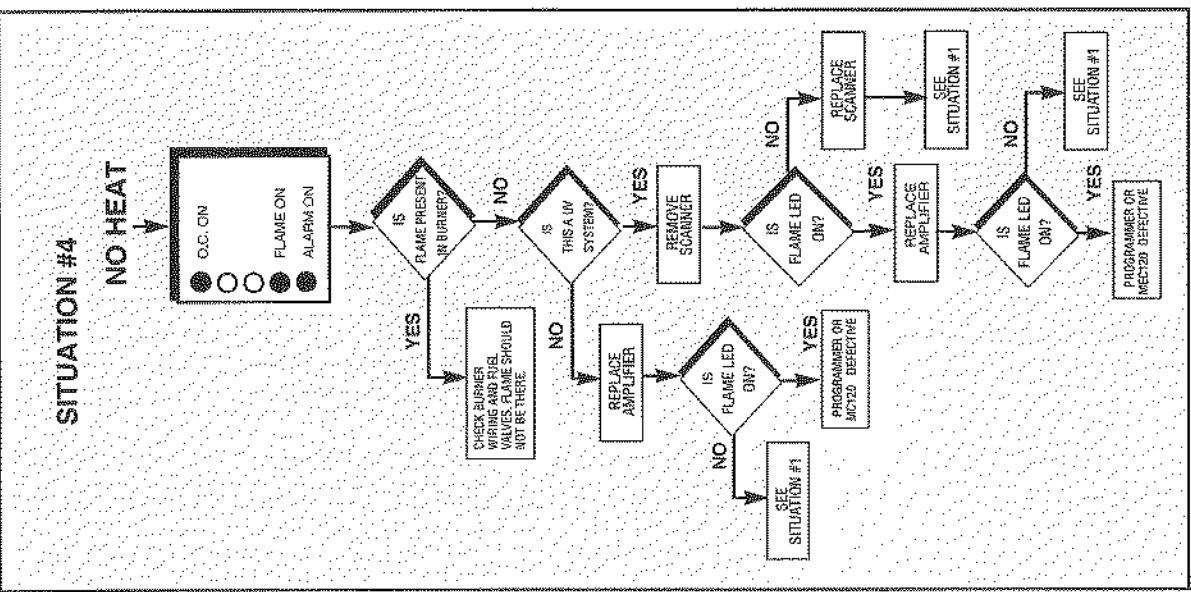 SITUATION #4
NO HEAT
O.C. ON
FLAME ON
ALARM ON
IS
FLAME PRESENT
IN BURNER?
YES
NO
CHECK BURNER
WIRING AND FUEL
VALVES. FLAME SHOULD
NOT BE THERE.
IS
THIS A UV
SYSTEM?
NO
YES
REPLACE
AMPLIFIER
IS
FLAME LED
ON?
NO
YES
SEE
SITUATION #1
PROGRAMMER OR
MC120 DEFECTIVE
REMOVE
SCANNER
IS
FLAME LED
ON?
NO
YES
REPLACE
SCANNER
SEE
SITUATION #1
REPLACE
AMPLIFIER
IS
FLAME LED
ON?
NO
YES
SEE
SITUATION #1
PROGRAMMER OR
MEC120 DEFECTIVE